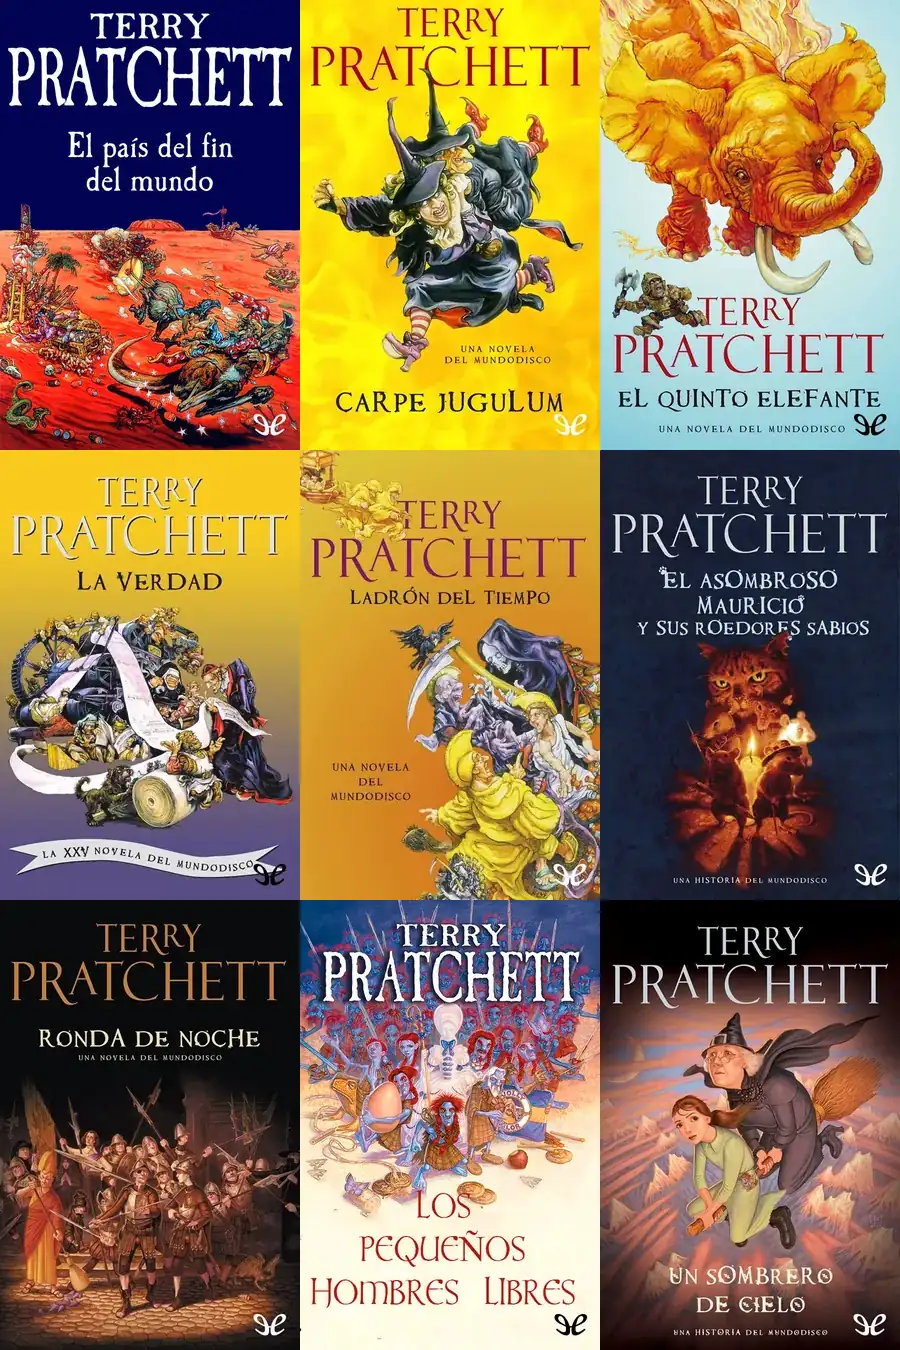 TERRY
PRATCHETT
El país del fin
del mundo
TERRY
PRATCHETT
UNA NOVELA
DEL MUNDODISCO
CARPE JUGULUM
TERRY
PRATCHETT
EL QUINTO ELEFANTE
UNA NOVELA DEL MUNDODISCO
TERRY
PRATCHETT
LA VERDAD
LA XXV NOVELA DEL MUNDODISCO
TERRY
PRATCHETT
LADRÓN DEL TIEMPO
UNA NOVELA
DEL
MUNDODISCO
TERRY
PRATCHETT
EL ASOMBROSO
MAURICIO
Y SUS ROEDORES SABIOS
UNA HISTORIA DEL MUNDODISCO
TERRY
PRATCHETT
RONDA DE NOCHE
UNA NOVELA DEL MUNDODISCO
TERRY
PRATCHETT
LOS
PEQUEÑOS
HOMBRES LIBRES
TERRY
PRATCHETT
UN SOMBRERO
DE CIELO
UNA HISTORIA DEL MUNDODISCO